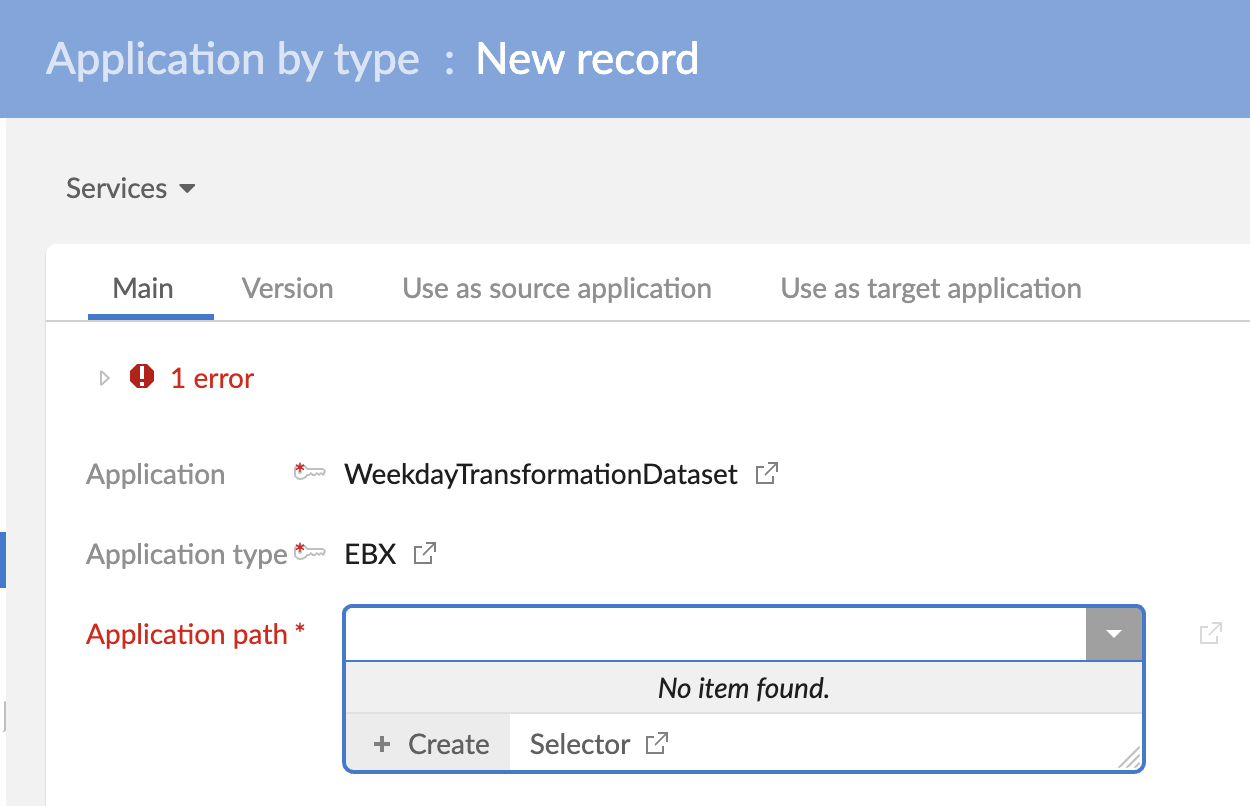 Application by type : New record
Services
Main Version Use as source application Use as target application
1 error
Application * WeekdayTransformationDataset
Application type * EBX
Application path *
No item found.
+ Create Selector